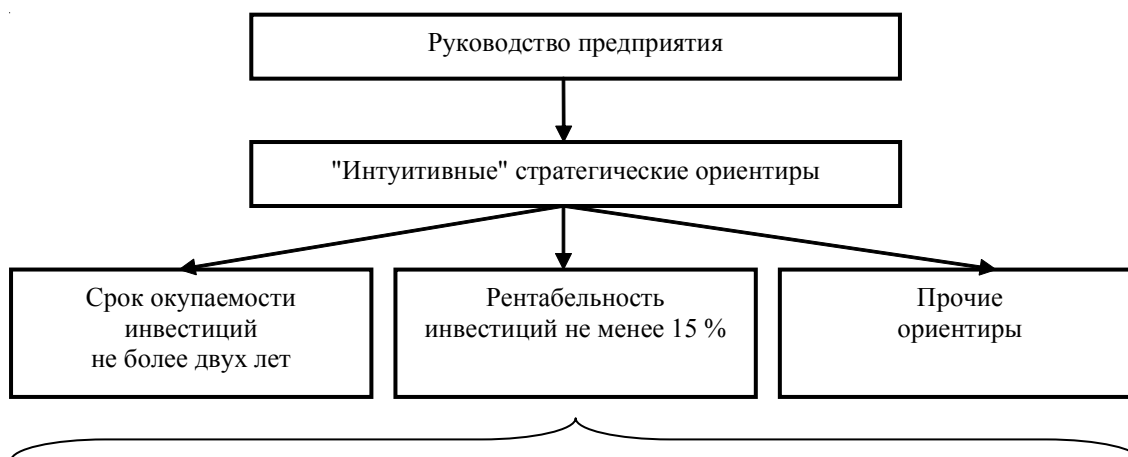 Руководство предприятия
"Интуитивные" стратегические ориентиры
Срок окупаемости
инвестиций
не более двух лет
Рентабельность
инвестиций не менее 15 %
Прочие
ориентиры